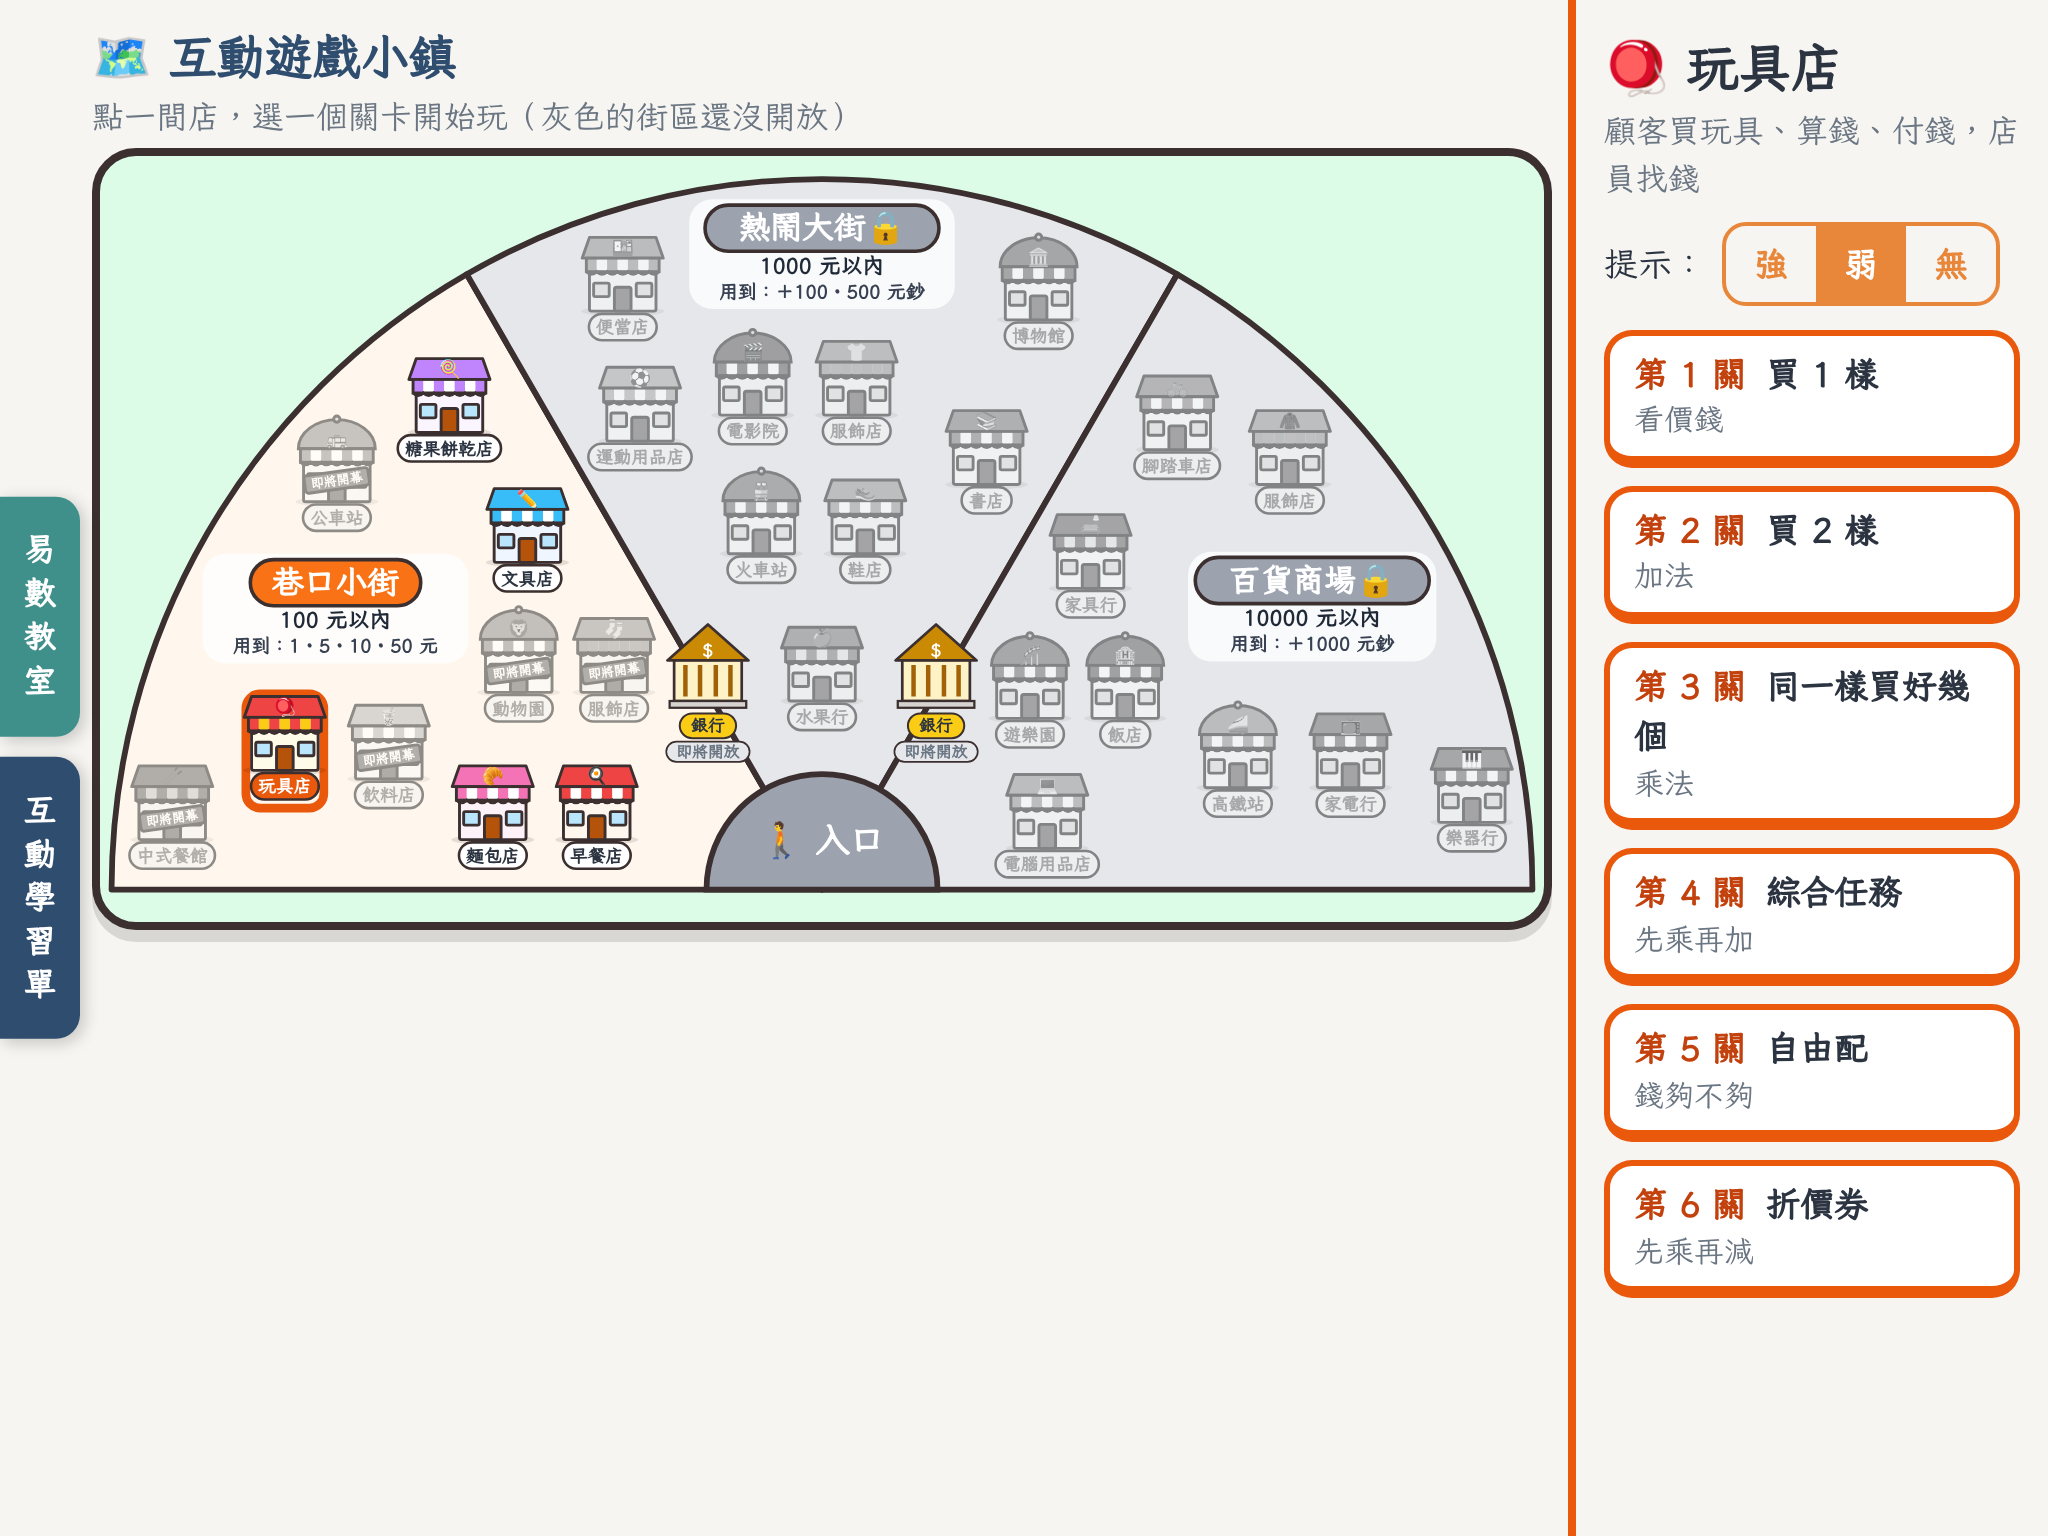 互動遊戲小鎮
點一間店，選一個關卡開始玩（灰色的街區還沒開放）
易數教室
互動學習單
熱鬧大街
1000 元以內
用到：＋100・500 元鈔
便當店
博物館
電影院
服飾店
運動用品店
書店
火車站
鞋店
水果行
糖果餅乾店
即將開幕
公車站
文具店
巷口小街
100 元以內
用到：1・5・10・50 元
即將開幕
動物園
即將開幕
服飾店
玩具店
即將開幕
飲料店
即將開幕
中式餐館
麵包店
早餐店
$
銀行
即將開放
$
銀行
即將開放
入口
腳踏車店
服飾店
家具行
百貨商場
10000 元以內
用到：＋1000 元鈔
遊樂園
H
飯店
高鐵站
家電行
樂器行
電腦用品店
玩具店
顧客買玩具、算錢、付錢，店
員找錢
提示： 強 弱 無
第 1 關 買 1 樣
看價錢
第 2 關 買 2 樣
加法
第 3 關 同一樣買好幾
個
乘法
第 4 關 綜合任務
先乘再加
第 5 關 自由配
錢夠不夠
第 6 關 折價券
先乘再減